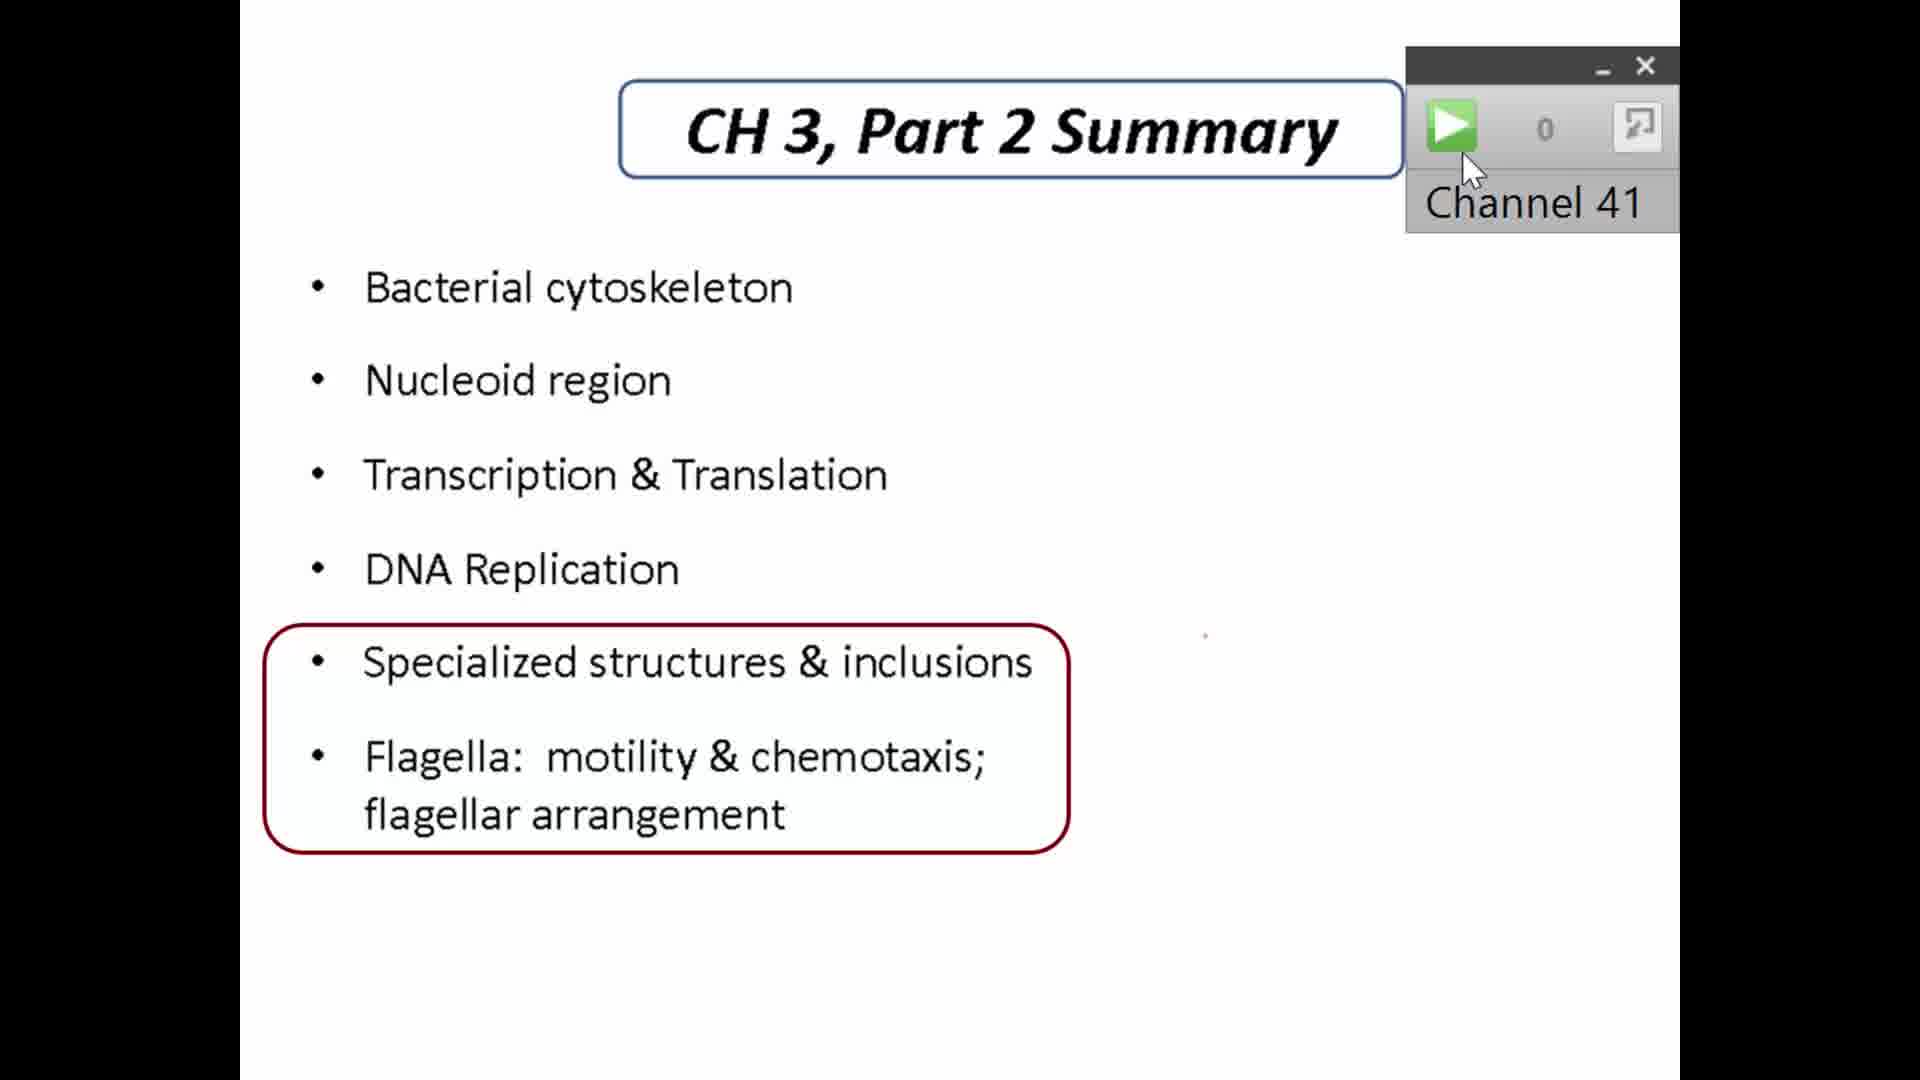 CH 3, Part 2 Summary
0
Channel 41
• Bacterial cytoskeleton
• Nucleoid region
• Transcription & Translation
• DNA Replication
• Specialized structures & inclusions
• Flagella:  motility & chemotaxis;
flagellar arrangement